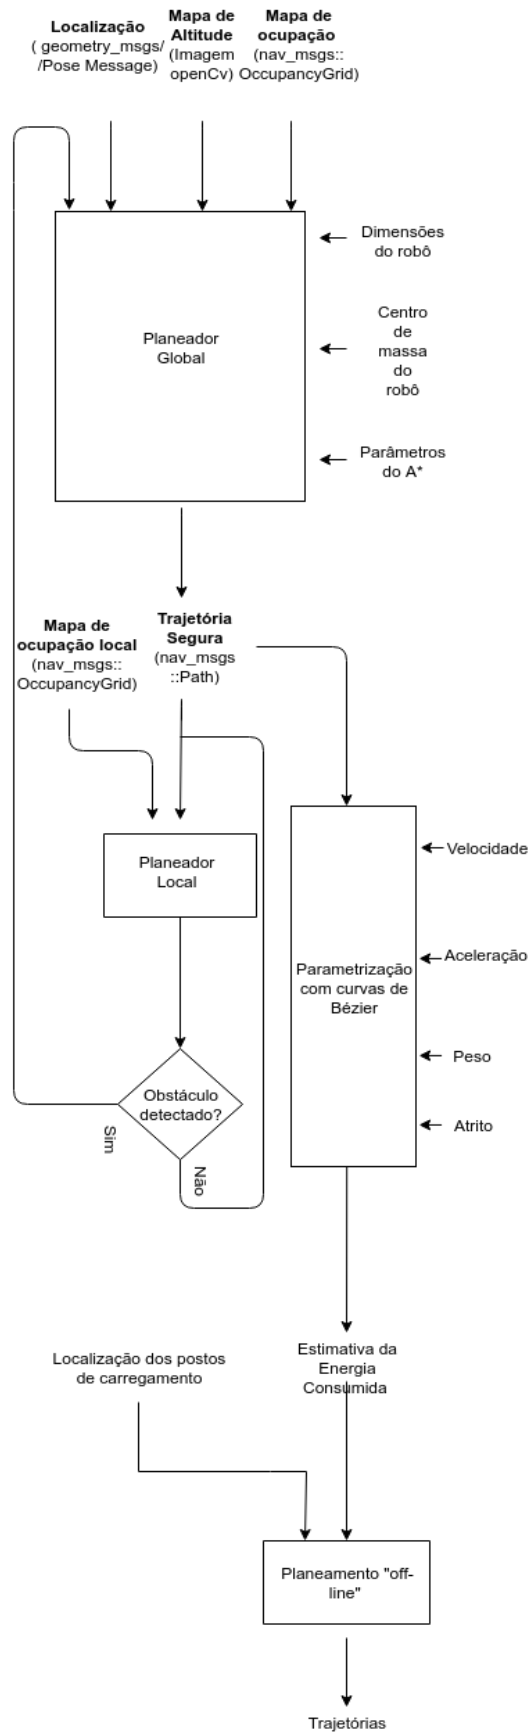 Localização
( geometry_msgs/
/Pose Message)
Mapa de
Altitude
(Imagem
openCv)
Mapa de
ocupação
(nav_msgs::
OccupancyGrid)
Dimensões
do robô
Planeador
Global
Centro
de
massa
do
robô
Parâmetros
do A*
Mapa de
ocupação local
(nav_msgs::
OccupancyGrid)
Trajetória
Segura
(nav_msgs
::Path)
Planeador
Local
Velocidade
Parametrização
com curvas de
Bézier
Aceleração
Peso
Atrito
Obstáculo
detectado?
Sim
Não
Localização dos postos
de carregamento
Estimativa da
Energia
Consumida
Planeamento "off-
line"
Trajetórias